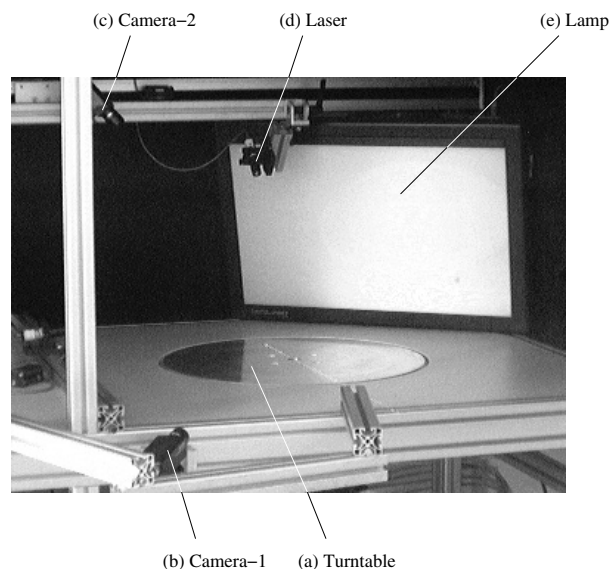 (c) Camera−2
(d) Laser
(e) Lamp
(b) Camera−1
(a) Turntable